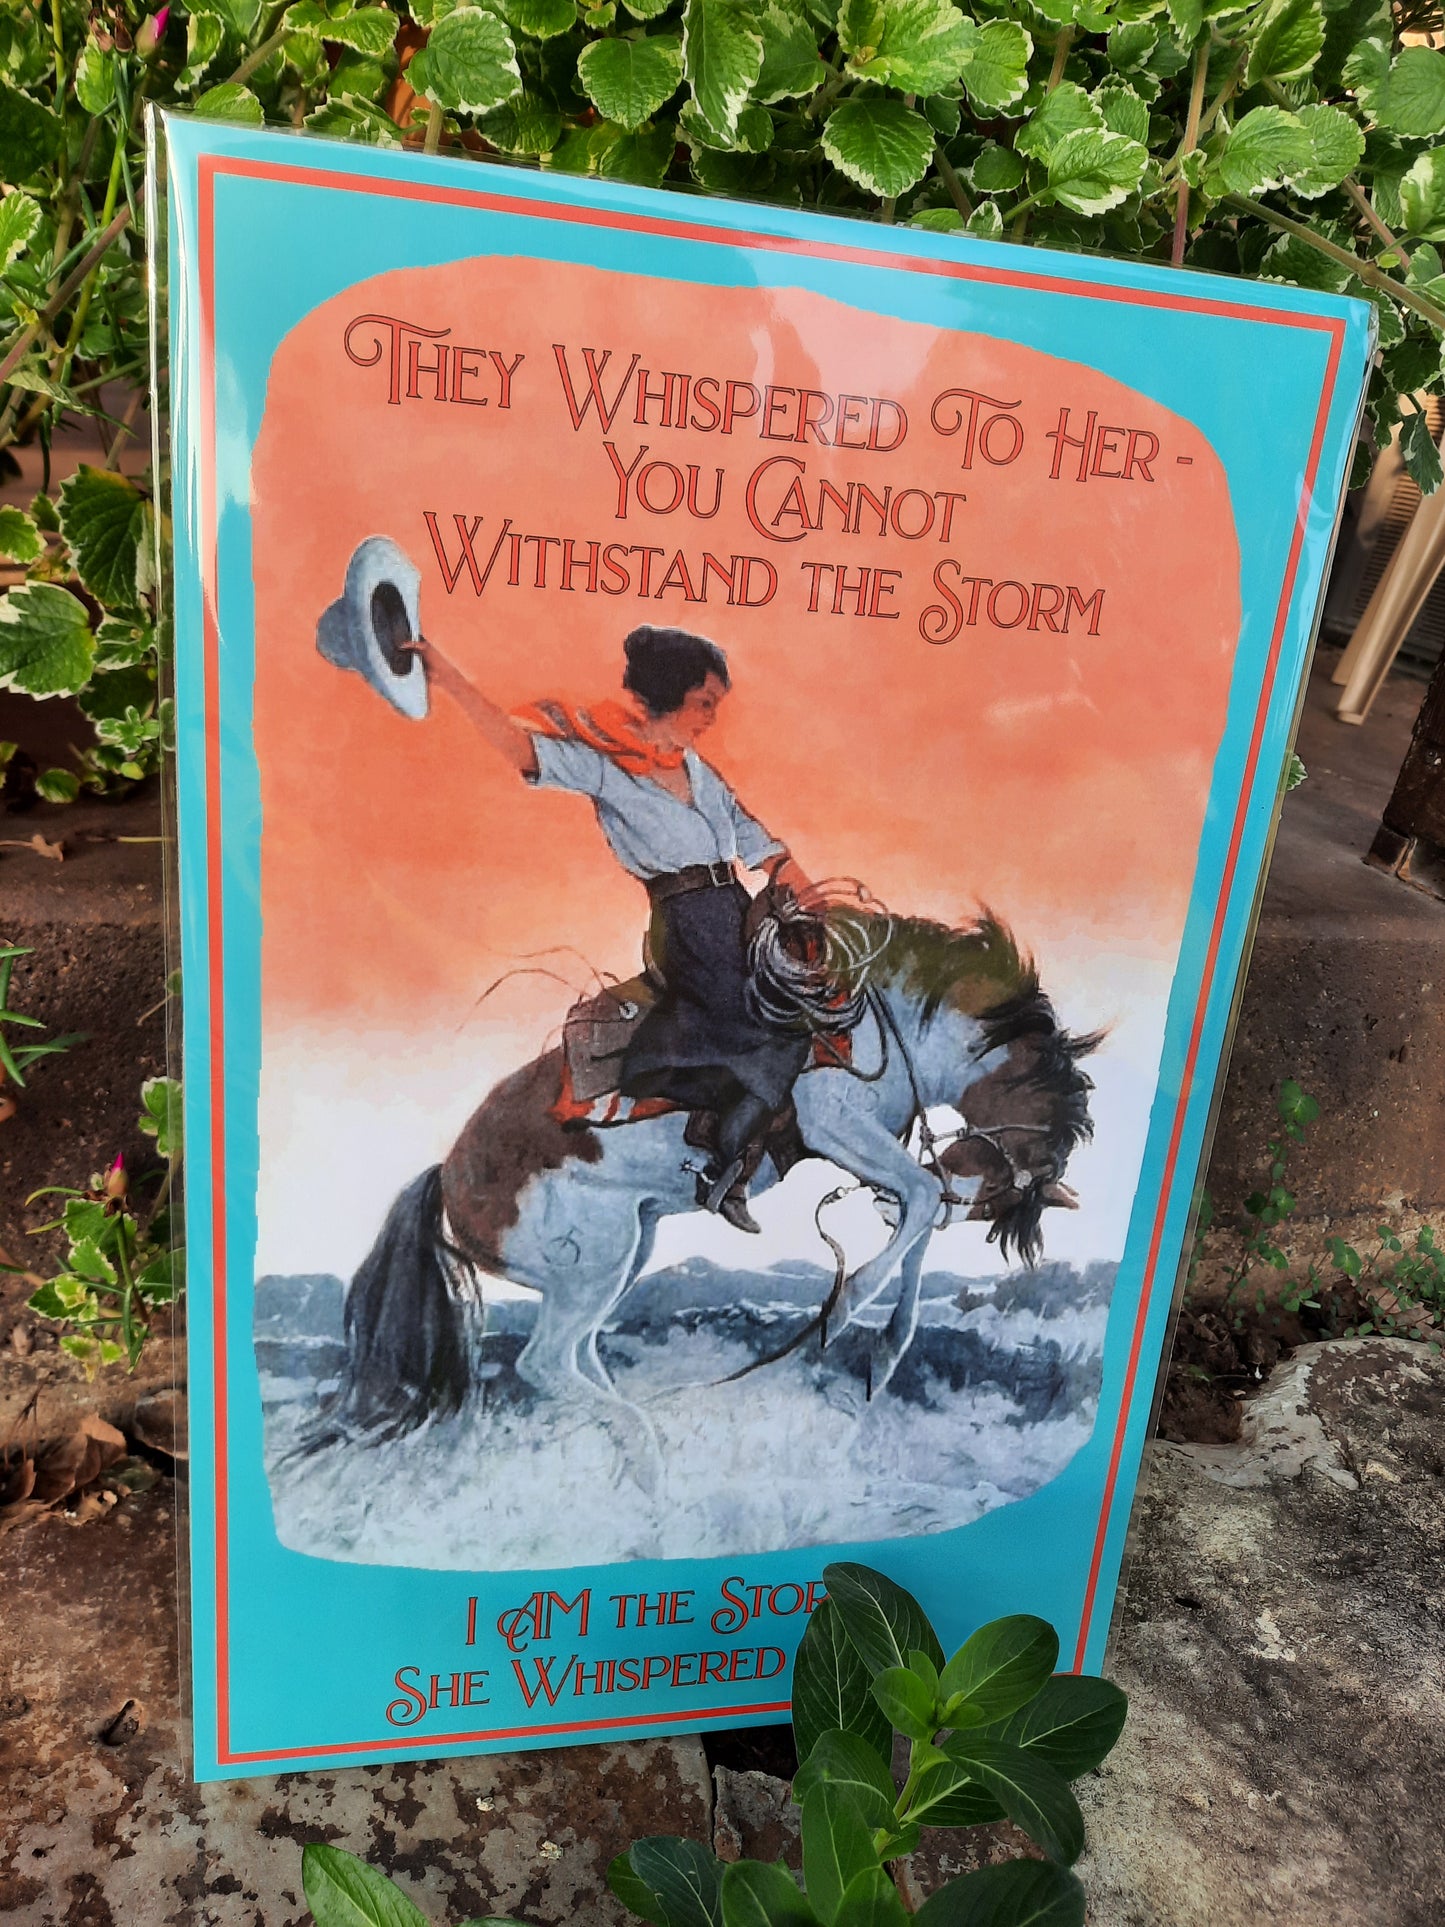 They Whispered To Her -
You Cannot
Withstand the Storm
I am the
She Whispered